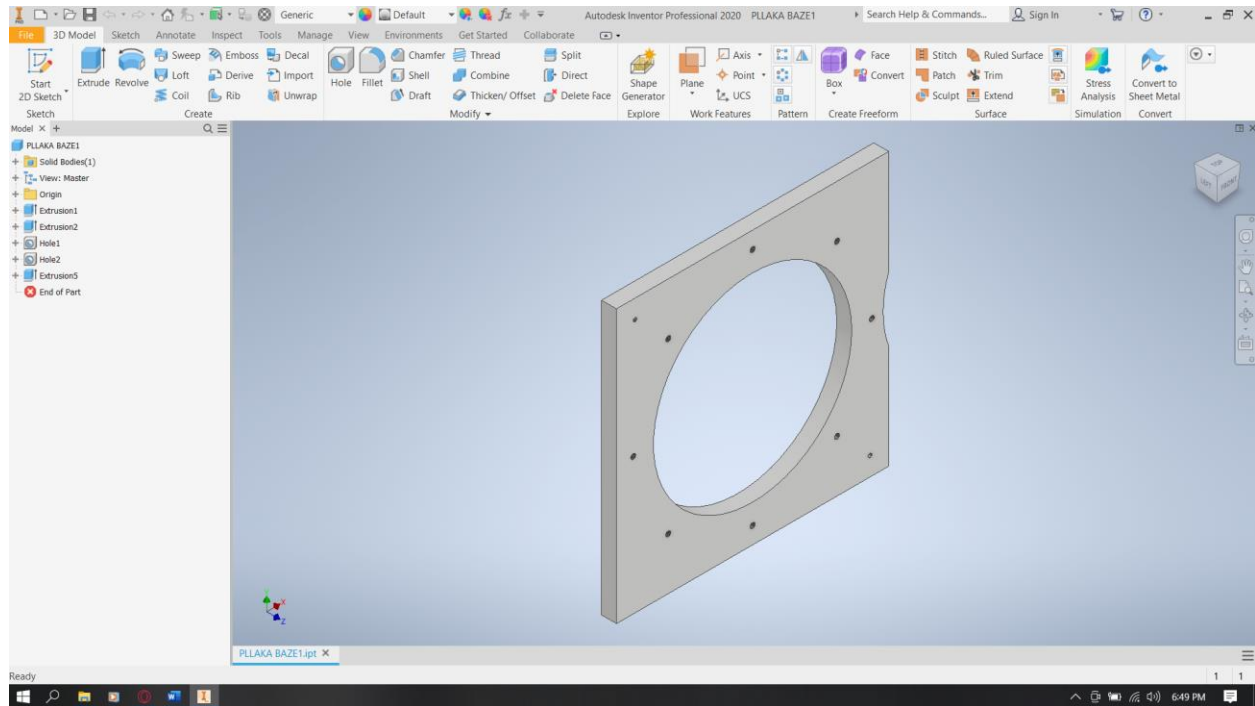 Generic Default Autodesk Inventor Professional 2020 PLLAKA BAZE1 Search Help & Commands... Sign In
File 3D Model Sketch Annotate Inspect Tools Manage View Environments Get Started Collaborate
Start 2D Sketch
Extrude Revolve
Sweep Emboss Decal
Loft Derive Import
Coil Rib Unwrap
Hole Fillet
Chamfer Thread Split
Shell Combine Direct
Draft Thicken/ Offset Delete Face
Shape Generator
Plane
Axis
Point
UCS
Box
Face
Convert
Stitch Ruled Surface
Patch Trim
Sculpt Extend
Stress Analysis
Convert to Sheet Metal
Sketch Create Modify Explore Work Features Pattern Create Freeform Surface Simulation Convert
Model
PLLAKA BAZE1
Solid Bodies(1)
View: Master
Origin
Extrusion1
Extrusion2
Hole1
Hole2
Extrusion5
End of Part
TOP
LEFT FRONT
Y
X
Z
PLLAKA BAZE1.ipt
Ready 1 1
6:49 PM